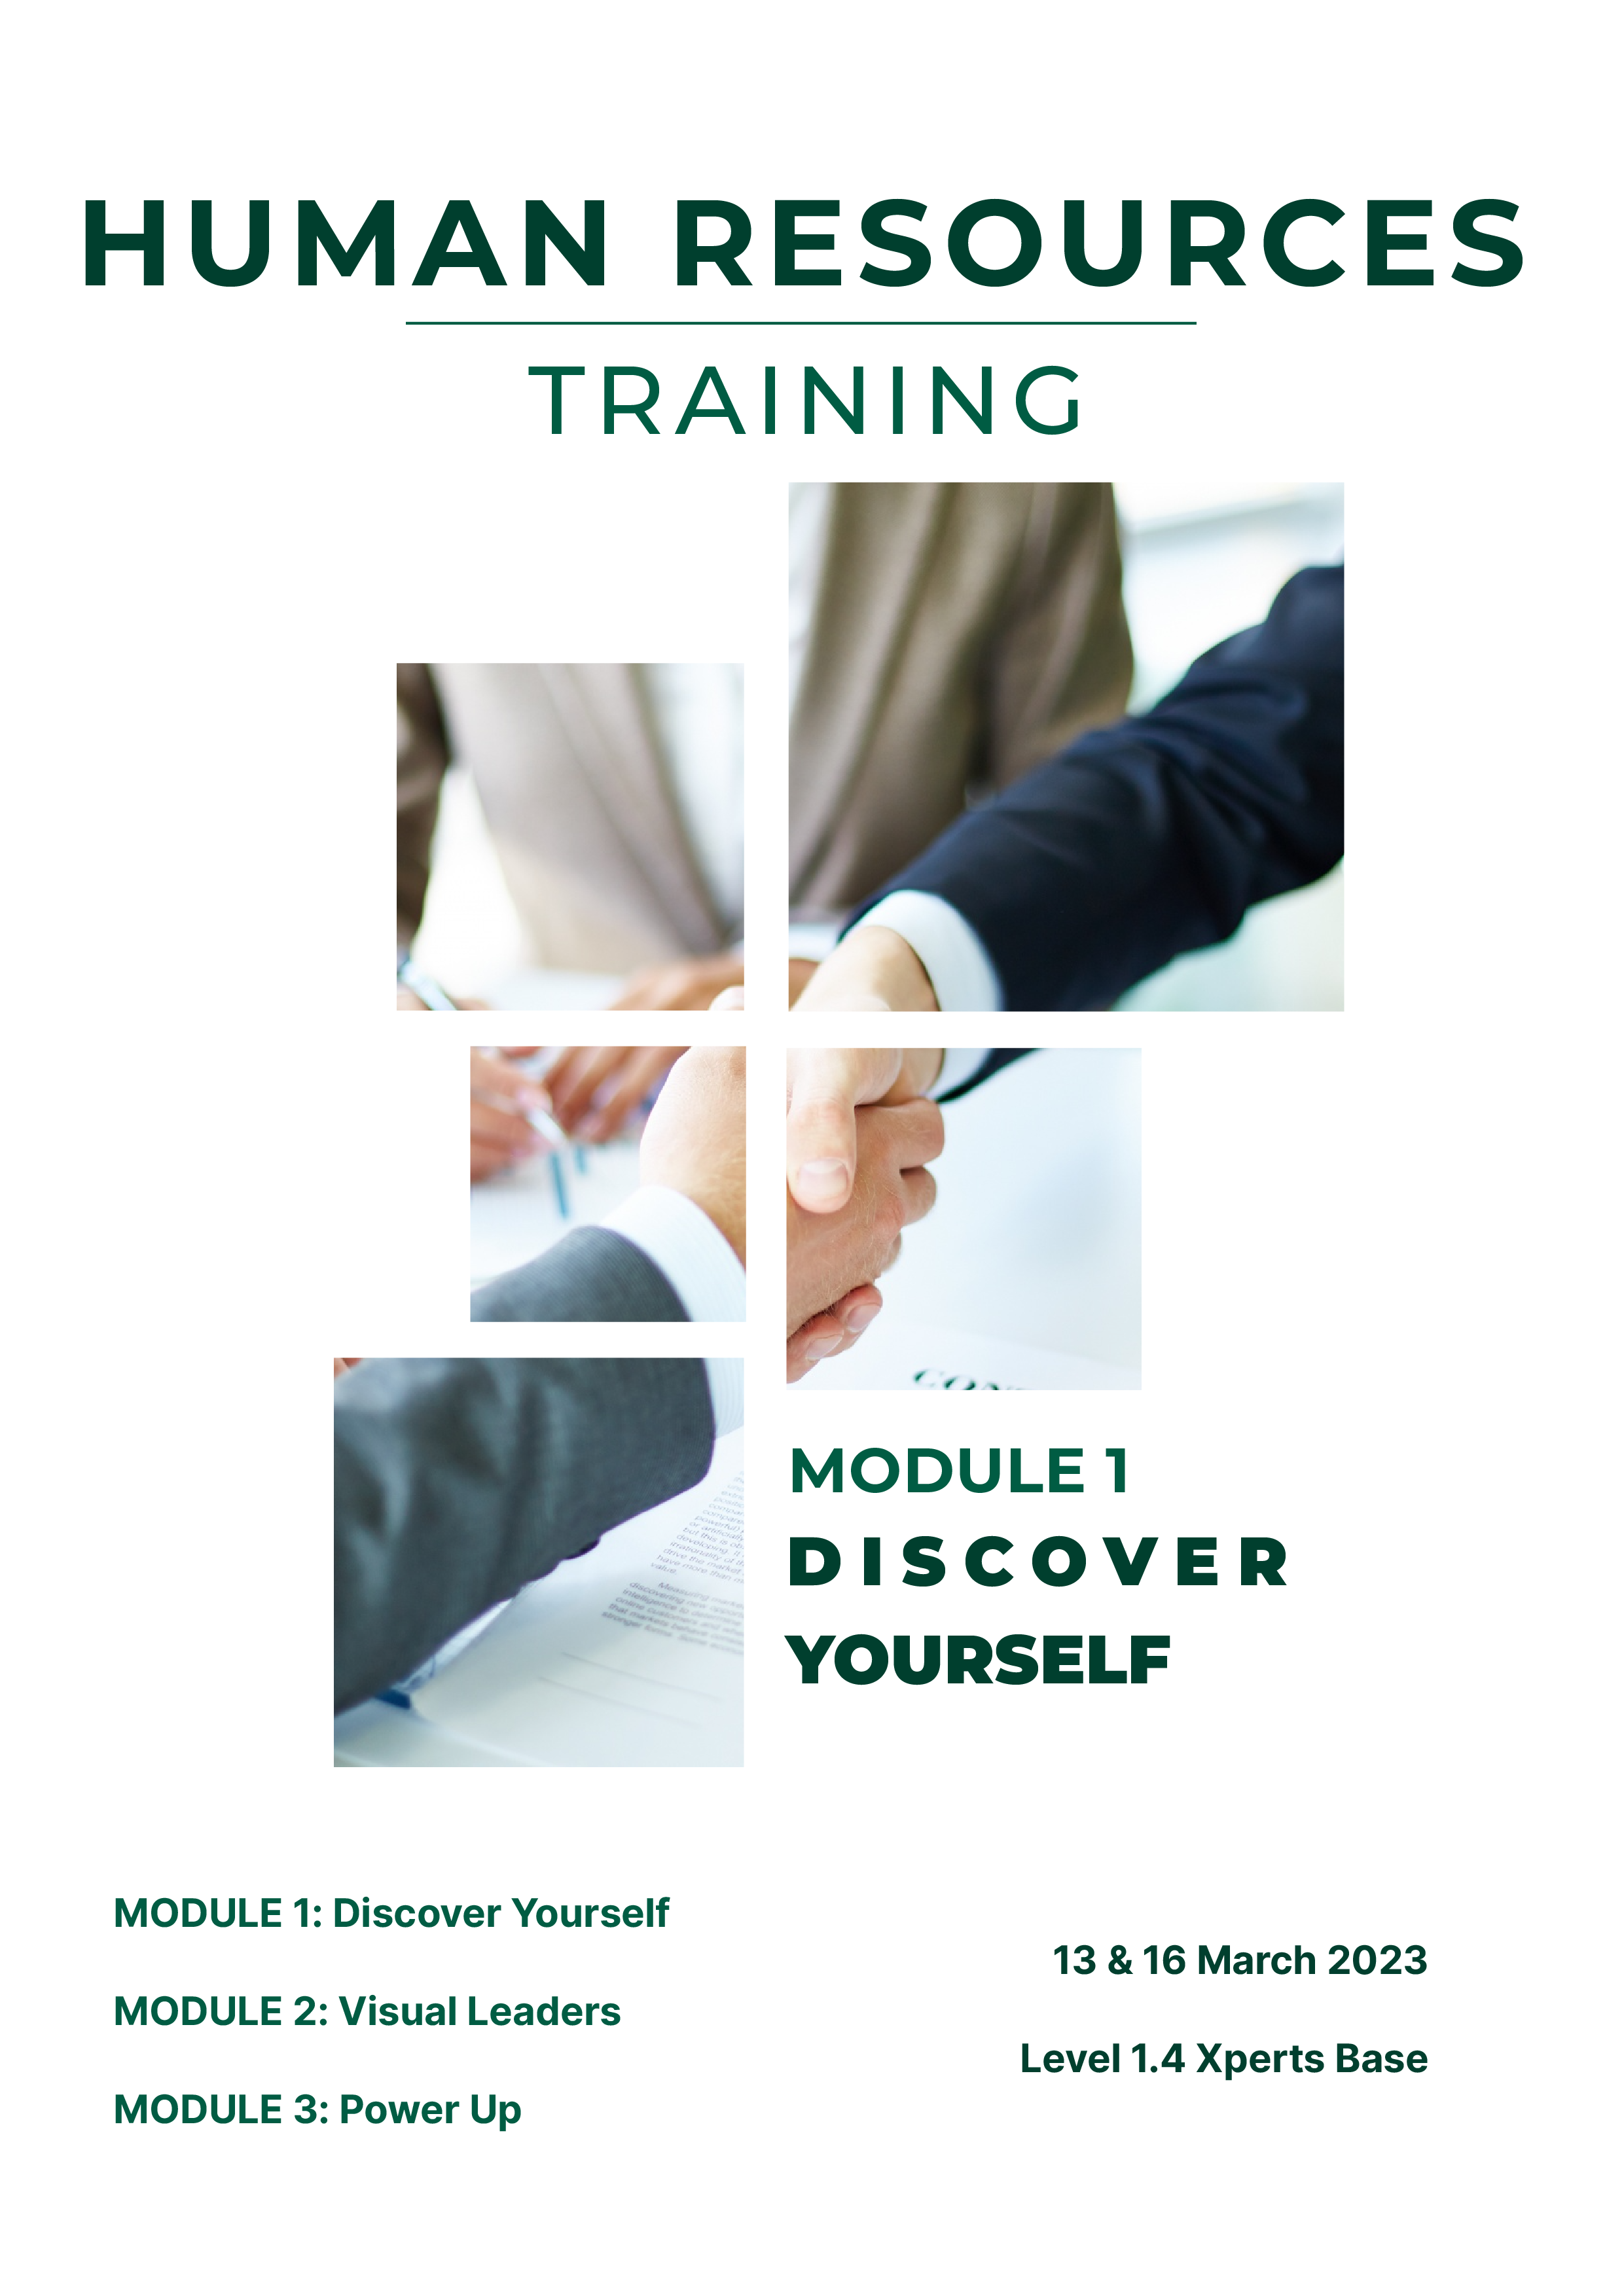 HUMAN RESOURCES
TRAINING
MODULE 1
DISCOVER
YOURSELF
MODULE 1: Discover Yourself
MODULE 2: Visual Leaders
MODULE 3: Power Up
13 & 16 March 2023
Level 1.4 Xperts Base